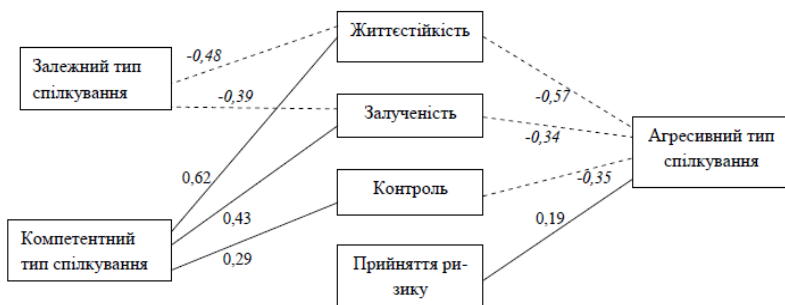 Життєстійкість
-0,48
Залежний тип
спілкування
-0,39
-0,57
Залученість
-0,34
Агресивний тип
спілкування
0,62
Контроль
-0,35
0,43
0,19
Компетентний
тип спілкування
0,29
Прийняття ри-
зику